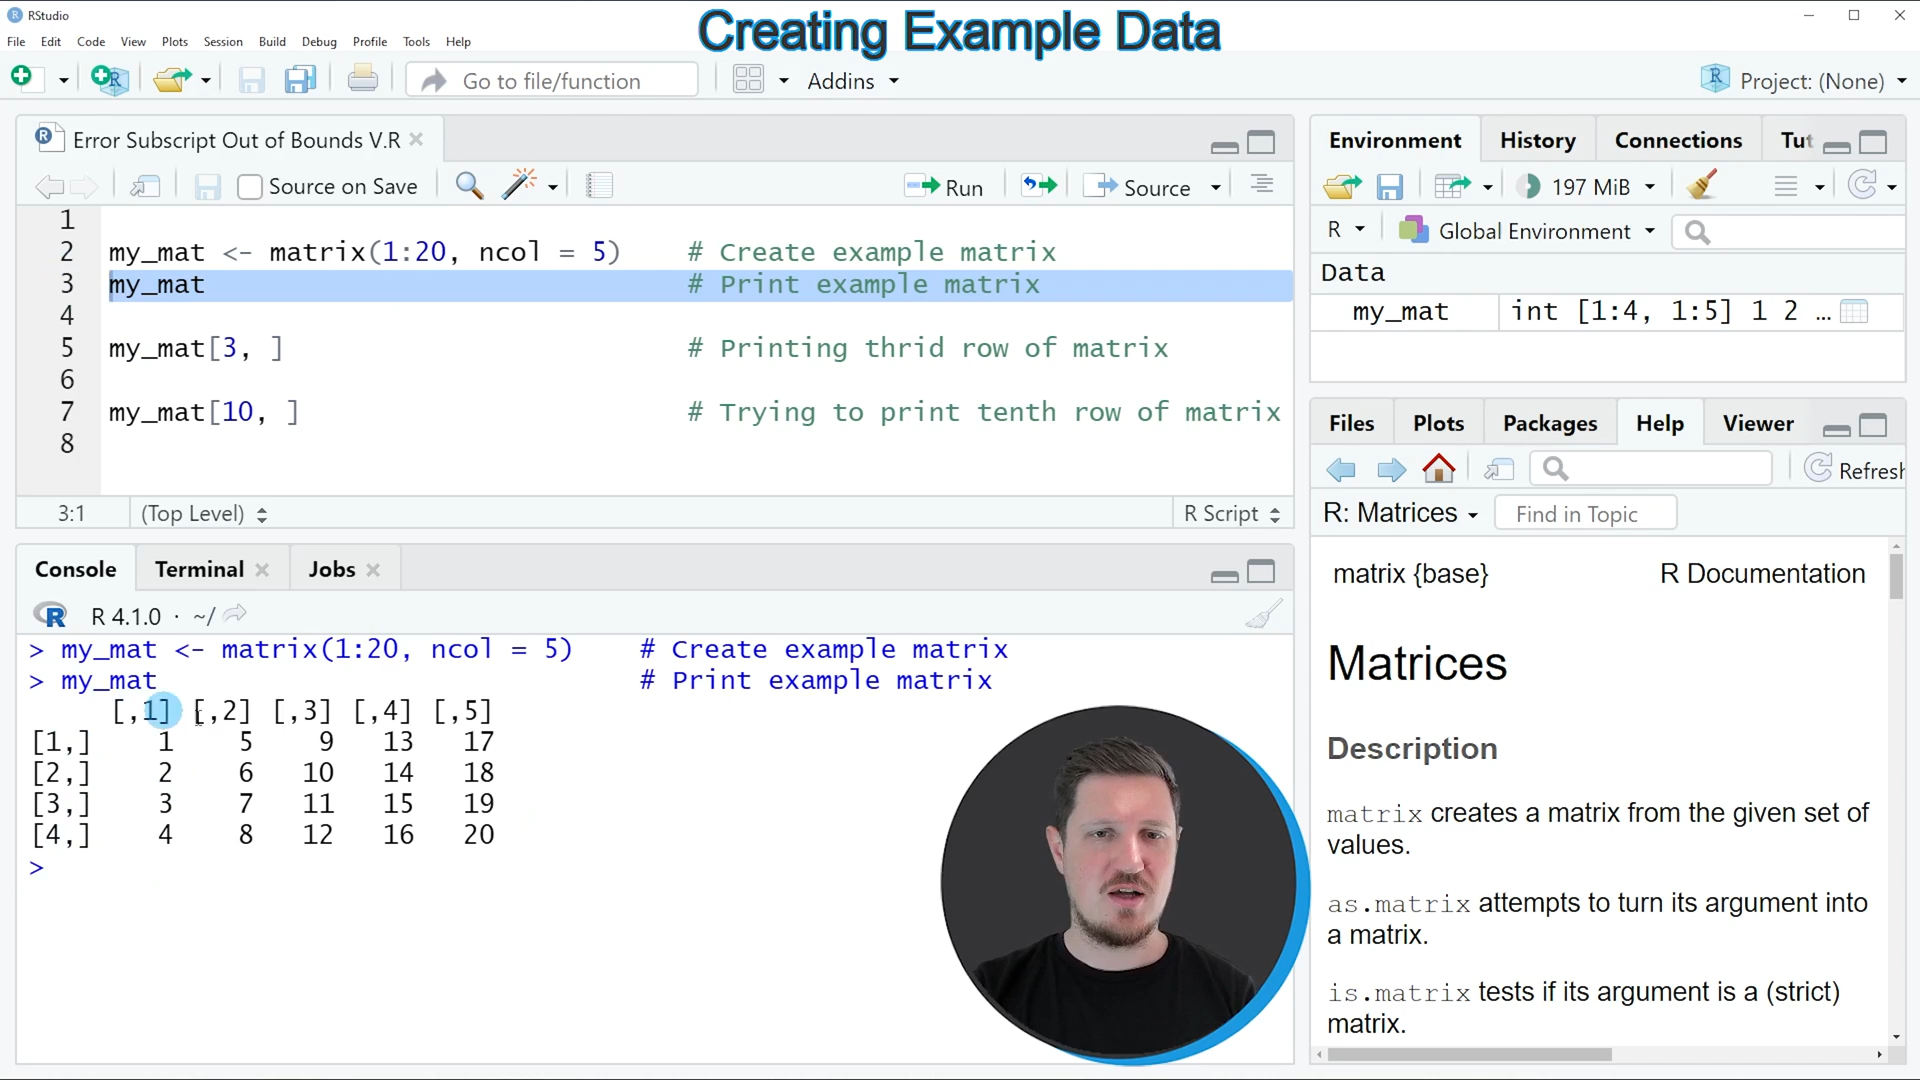 RStudio
Creating Example Data
File Edit Code View Plots Session Build Debug Profile Tools Help
Go to file/function Addins Project: (None)
Error Subscript Out of Bounds V.R
Source on Save Run Source
1
2 my_mat <- matrix(1:20, ncol = 5) # Create example matrix
3 my_mat # Print example matrix
4
5 my_mat[3, ] # Printing thrid row of matrix
6
7 my_mat[10, ] # Trying to print tenth row of matrix
8
3:1 (Top Level) R Script
Console Terminal Jobs
R 4.1.0 · ~/
> my_mat <- matrix(1:20, ncol = 5) # Create example matrix
> my_mat # Print example matrix
[,1] [,2] [,3] [,4] [,5]
[1,] 1 5 9 13 17
[2,] 2 6 10 14 18
[3,] 3 7 11 15 19
[4,] 4 8 12 16 20
>
Environment History Connections Tut
197 MiB
R Global Environment
Data
my_mat int [1:4, 1:5] 1 2 ...
Files Plots Packages Help Viewer
Refresh
R: Matrices Find in Topic
matrix {base} R Documentation
Matrices
Description
matrix creates a matrix from the given set of
values.
as.matrix attempts to turn its argument into
a matrix.
is.matrix tests if its argument is a (strict)
matrix.